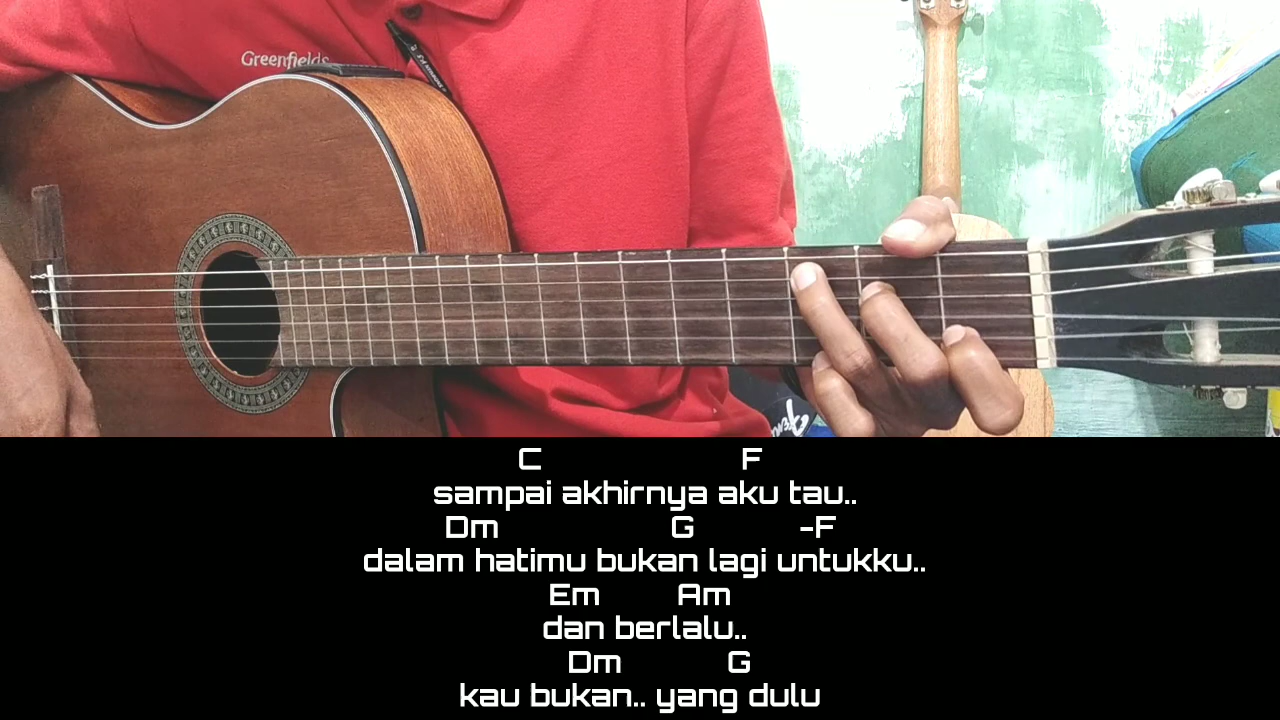 Greenfields
C F
sampai akhirnya aku tau..
Dm G -F
dalam hatimu bukan lagi untukku..
Em Am
dan berlalu..
Dm G
kau bukan.. yang dulu